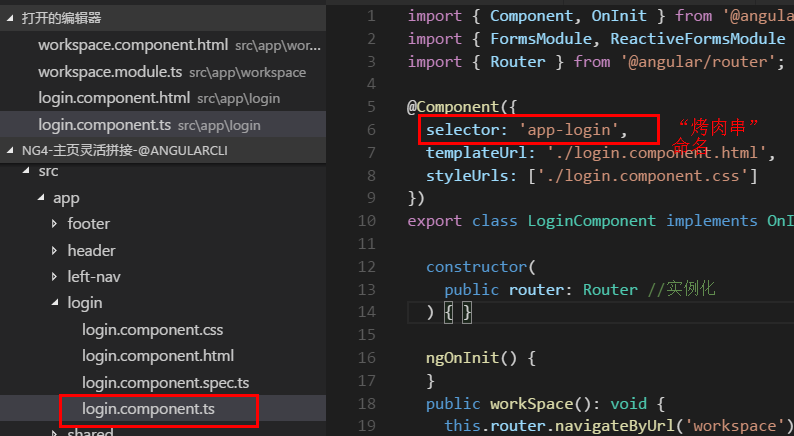 打开的编辑器
workspace.component.html src\app\wor...
workspace.module.ts src\app\workspace
login.component.html src\app\login
login.component.ts src\app\login
NG4-主页灵活拼接-@ANGULARCLI
src
app
footer
header
left-nav
login
login.component.css
login.component.html
login.component.spec.ts
login.component.ts
shared
1 import { Component, OnInit } from '@angular
2 import { FormsModule, ReactiveFormsModule
3 import { Router } from '@angular/router';
4
5 @Component({
6 selector: 'app-login', “烤肉串”
命名
7 templateUrl: './login.component.html',
8 styleUrls: ['./login.component.css']
9 })
10 export class LoginComponent implements OnI
11
12 constructor(
13 public router: Router //实例化
14 ) { }
15
16 ngOnInit() {
17 }
18 public workSpace(): void {
19 this.router.navigateByUrl('workspace')